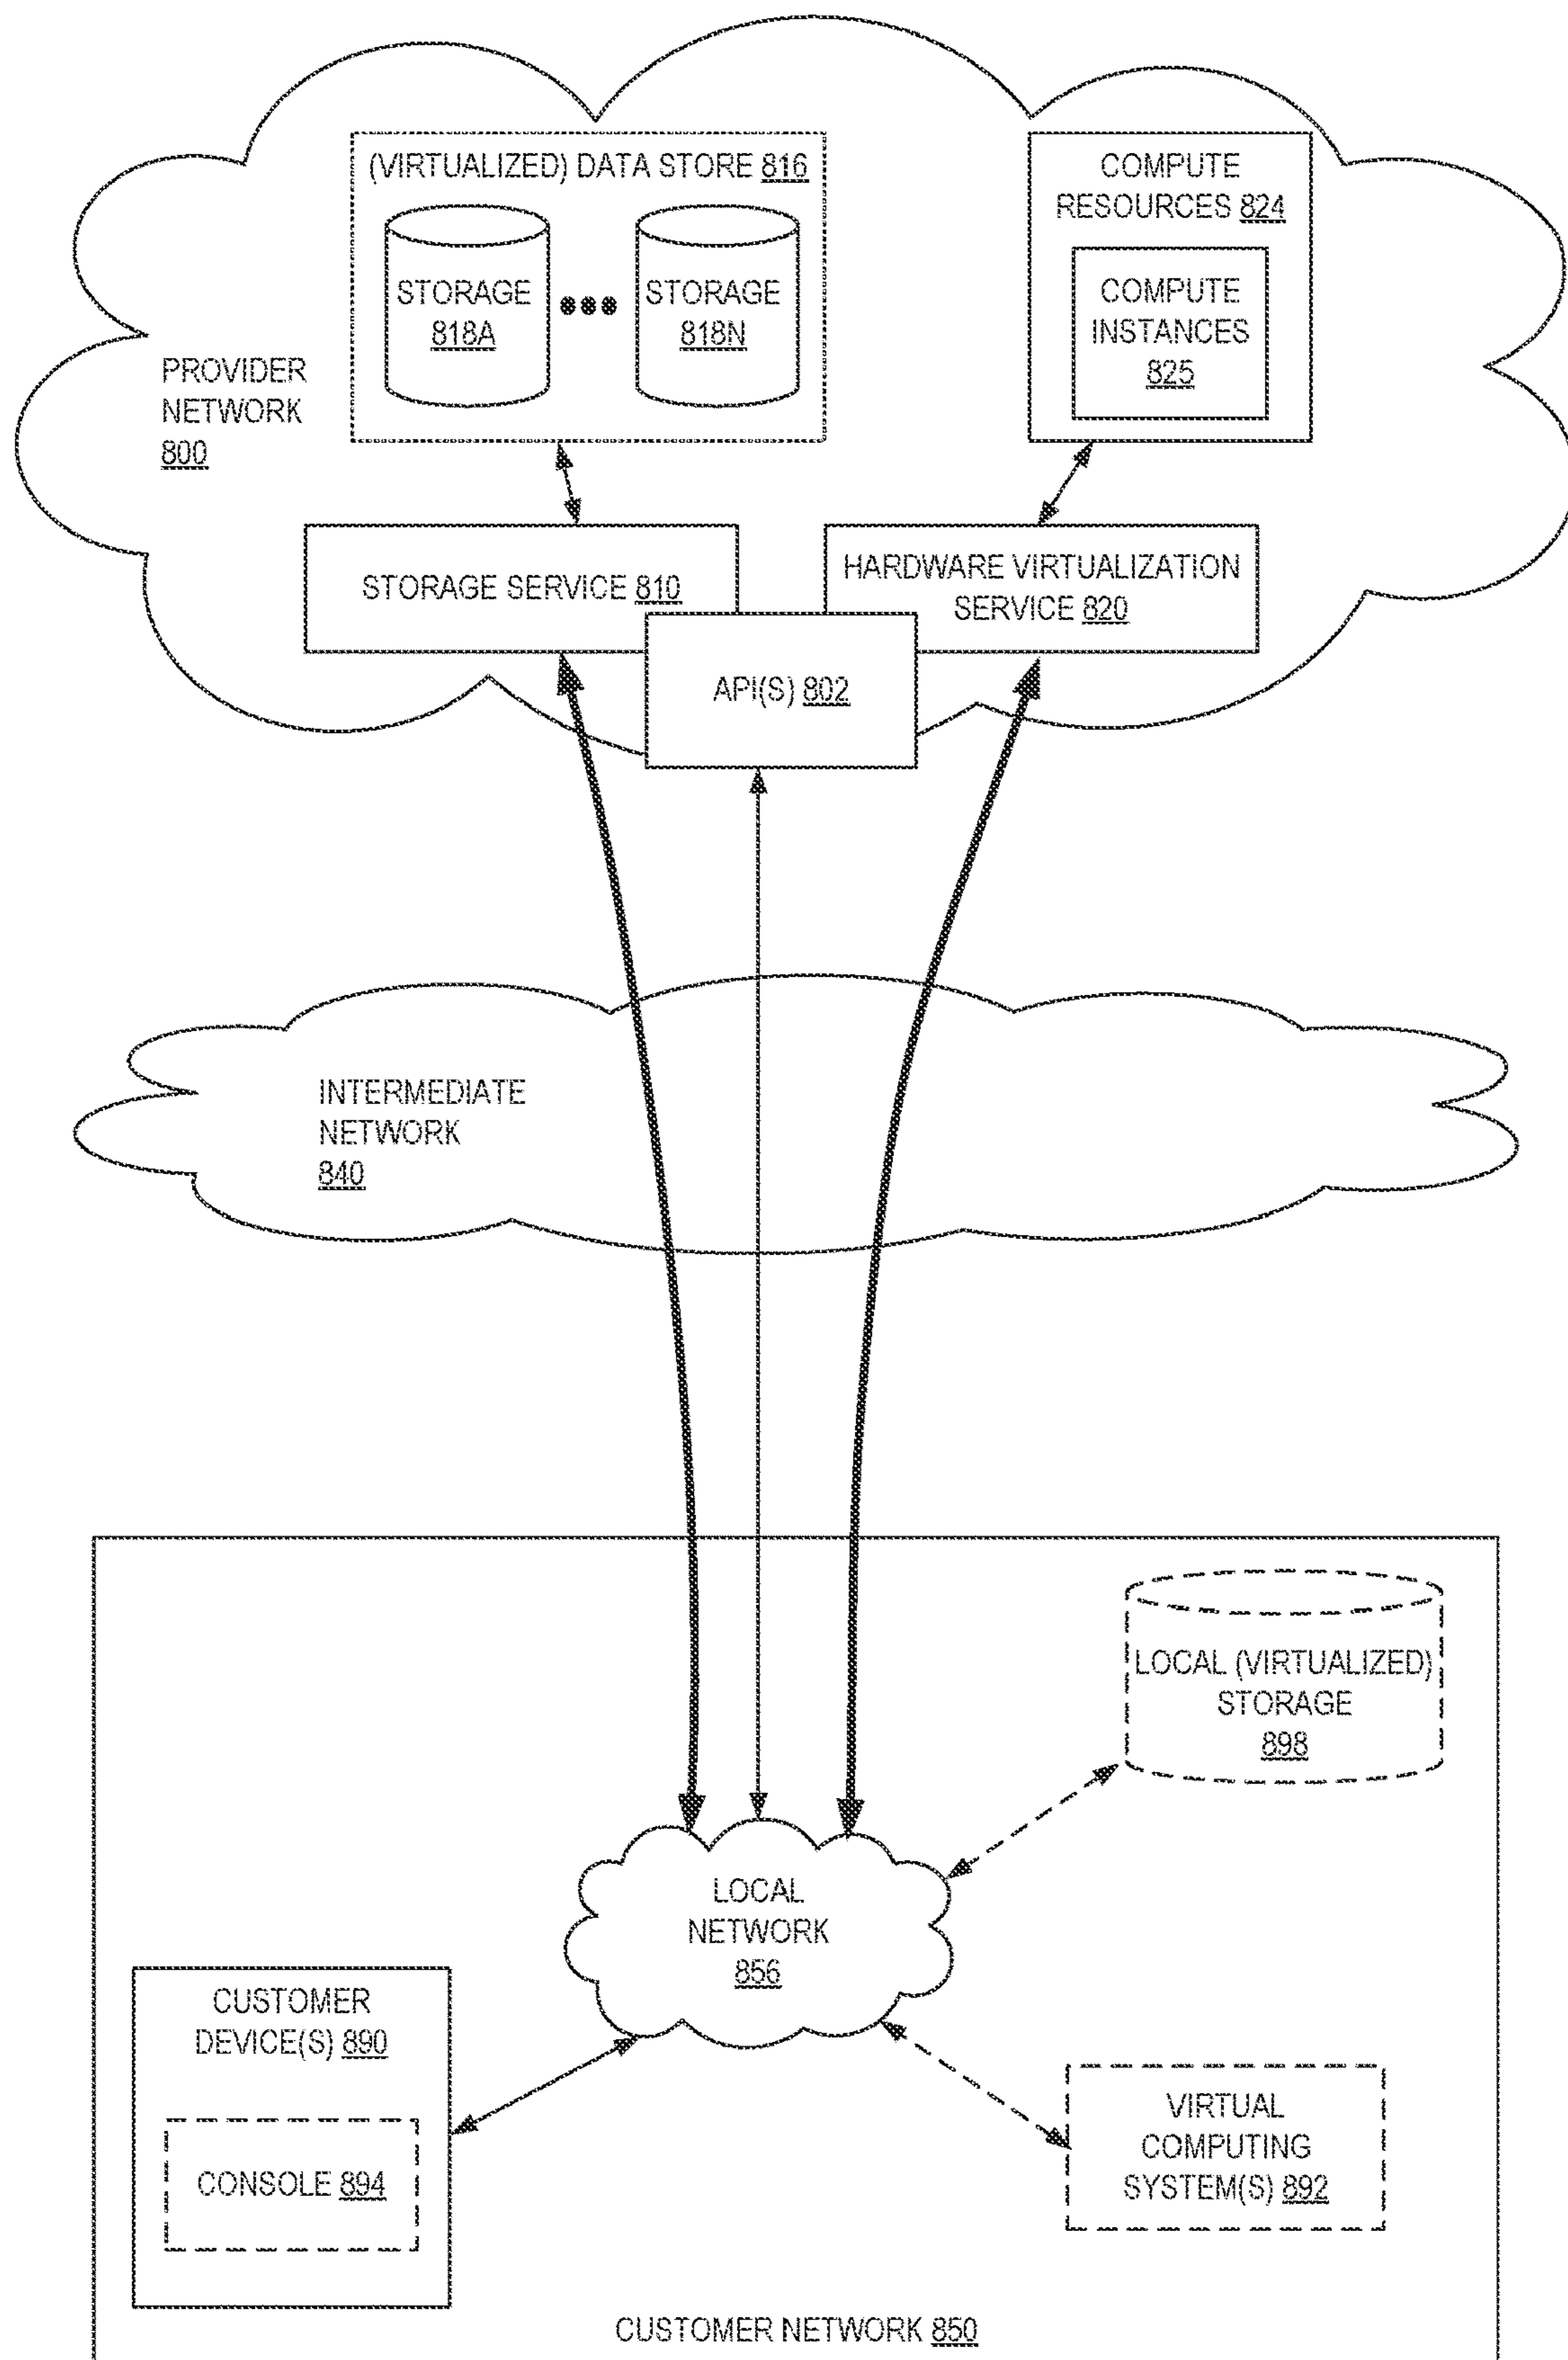 (VIRTUALIZED) DATA STORE 816
STORAGE
818A
STORAGE
818N
COMPUTE
RESOURCES 824
COMPUTE
INSTANCES
825
PROVIDER
NETWORK
800
STORAGE SERVICE 810
HARDWARE VIRTUALIZATION
SERVICE 820
API(S) 802
INTERMEDIATE
NETWORK
840
LOCAL (VIRTUALIZED)
STORAGE
898
LOCAL
NETWORK
856
CUSTOMER
DEVICE(S) 890
CONSOLE 894
VIRTUAL
COMPUTING
SYSTEM(S) 892
CUSTOMER NETWORK 850